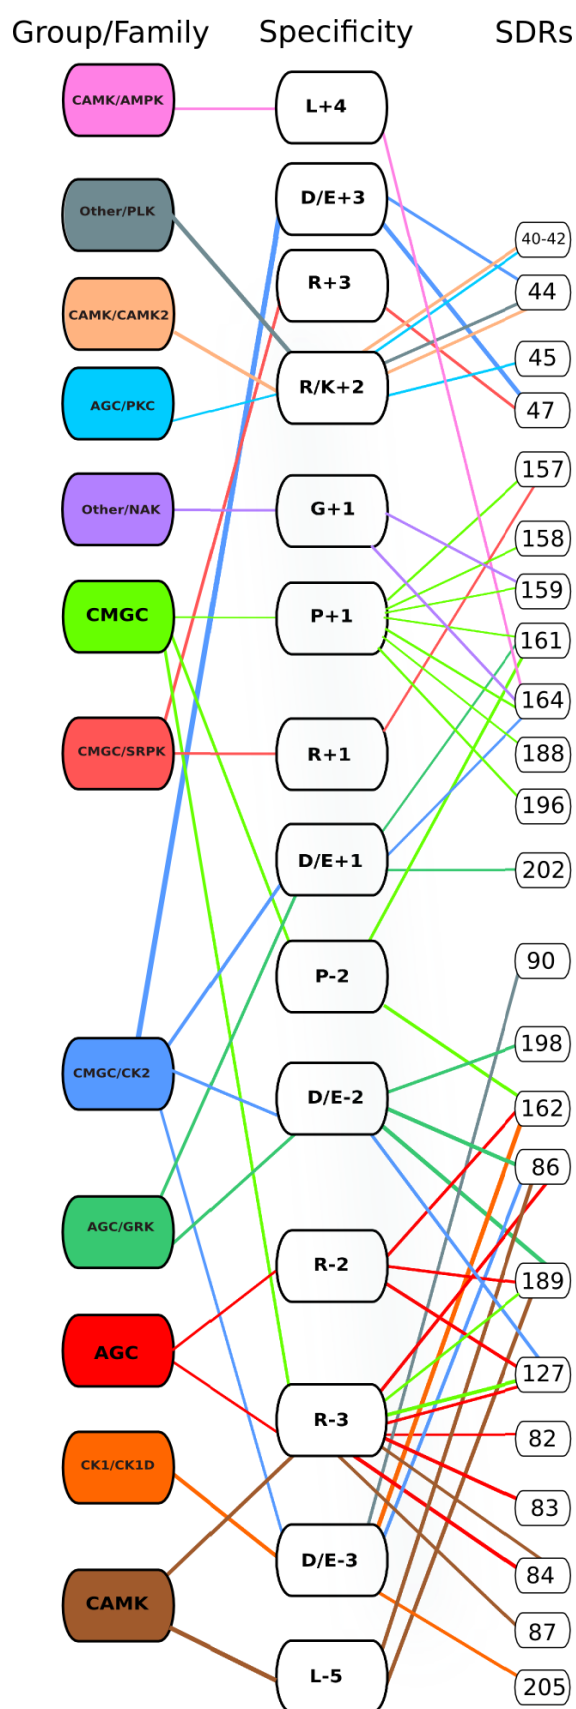 Group/Family Specificity SDRs
CAMK/AMPK
Other/PLK
CAMK/CAMK2
AGC/PKC
Other/NAK
CMGC
CMGC/SRPK
CMGC/CK2
AGC/GRK
AGC
CK1/CK1D
CAMK
L+4
D/E+3
R+3
R/K+2
G+1
P+1
R+1
D/E+1
P-2
D/E-2
R-2
R-3
D/E-3
L-5
40-42
44
45
47
157
158
159
161
164
188
196
202
90
198
162
86
189
127
82
83
84
87
205